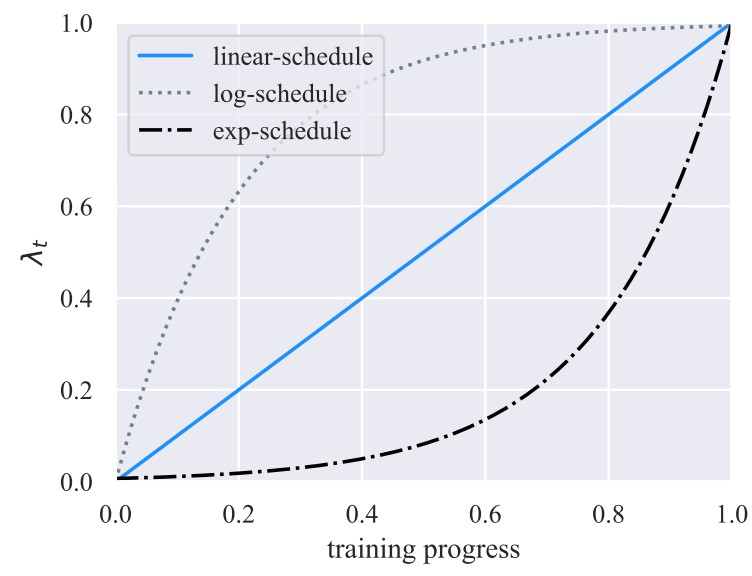 1.0
0.8
0.6
0.4
0.2
0.0
λt
linear-schedule
log-schedule
exp-schedule
0.0 0.2 0.4 0.6 0.8 1.0
training progress